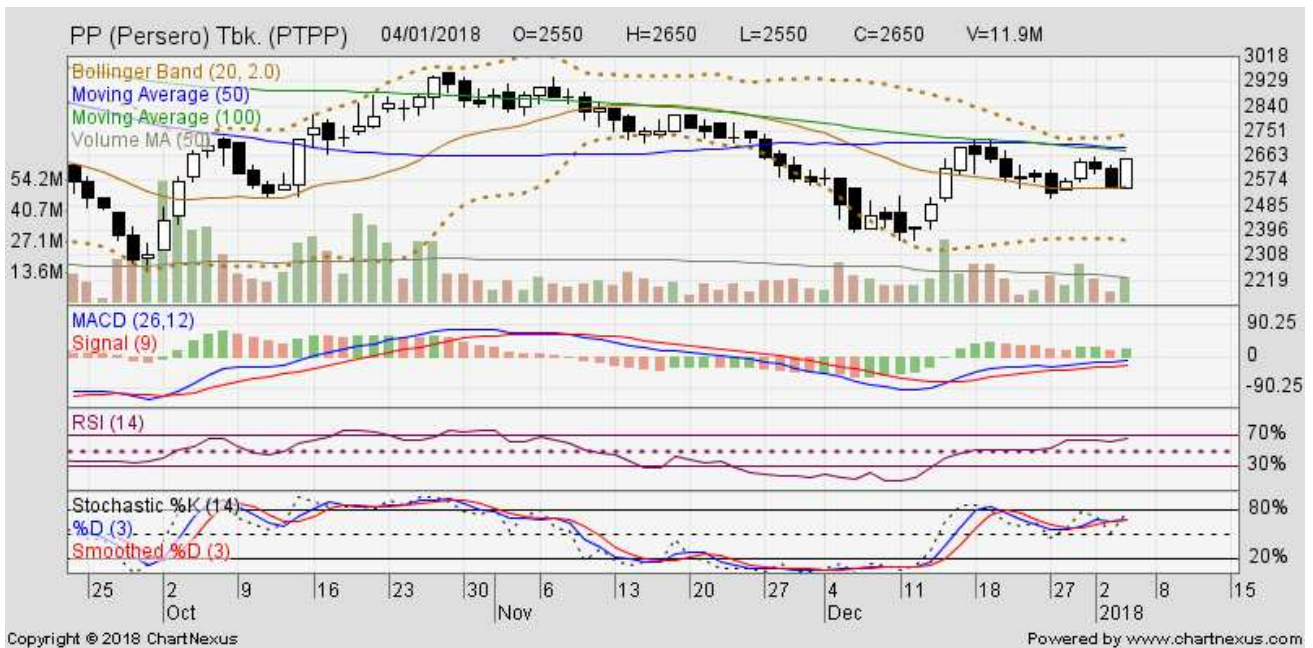 PP (Persero) Tbk. (PTPP) 04/01/2018 O=2550 H=2650 L=2550 C=2650 V=11.9M
Bollinger Band (20, 2.0)
Moving Average (50)
Moving Average (100)
Volume MA (50)
3018
2929
2840
2751
2663
2574
2485
2396
2308
2219
54.2M
40.7M
27.1M
13.6M
MACD (26,12)
Signal (9)
90.25
0
-90.25
RSI (14)
70%
30%
Stochastic %K (14)
%D (3)
Smoothed %D (3)
80%
20%
25 2 9 16 23 30 6 13 20 27 4 11 18 27 2 8 15
Oct Nov Dec 2018
Copyright © 2018 ChartNexus Powered by www.chartnexus.com